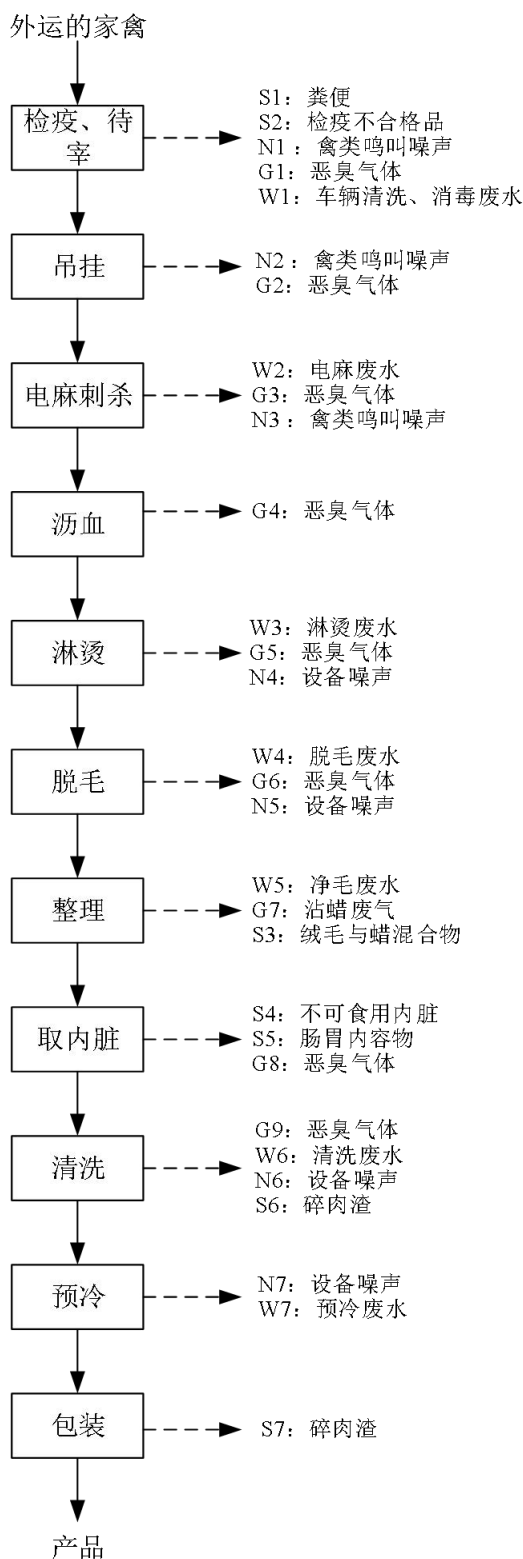 外运的家禽
检疫、待
宰
S1：粪便
S2：检疫不合格品
N1：禽类鸣叫噪声
G1：恶臭气体
W1：车辆清洗、消毒废水
吊挂
N2：禽类鸣叫噪声
G2：恶臭气体
电麻刺杀
W2：电麻废水
G3：恶臭气体
N3：禽类鸣叫噪声
沥血
G4：恶臭气体
淋烫
W3：淋烫废水
G5：恶臭气体
N4：设备噪声
脱毛
W4：脱毛废水
G6：恶臭气体
N5：设备噪声
整理
W5：净毛废水
G7：沾蜡废气
S3：绒毛与蜡混合物
取内脏
S4：不可食用内脏
S5：肠胃内容物
G8：恶臭气体
清洗
G9：恶臭气体
W6：清洗废水
N6：设备噪声
S6：碎肉渣
预冷
N7：设备噪声
W7：预冷废水
包装
S7：碎肉渣
产品